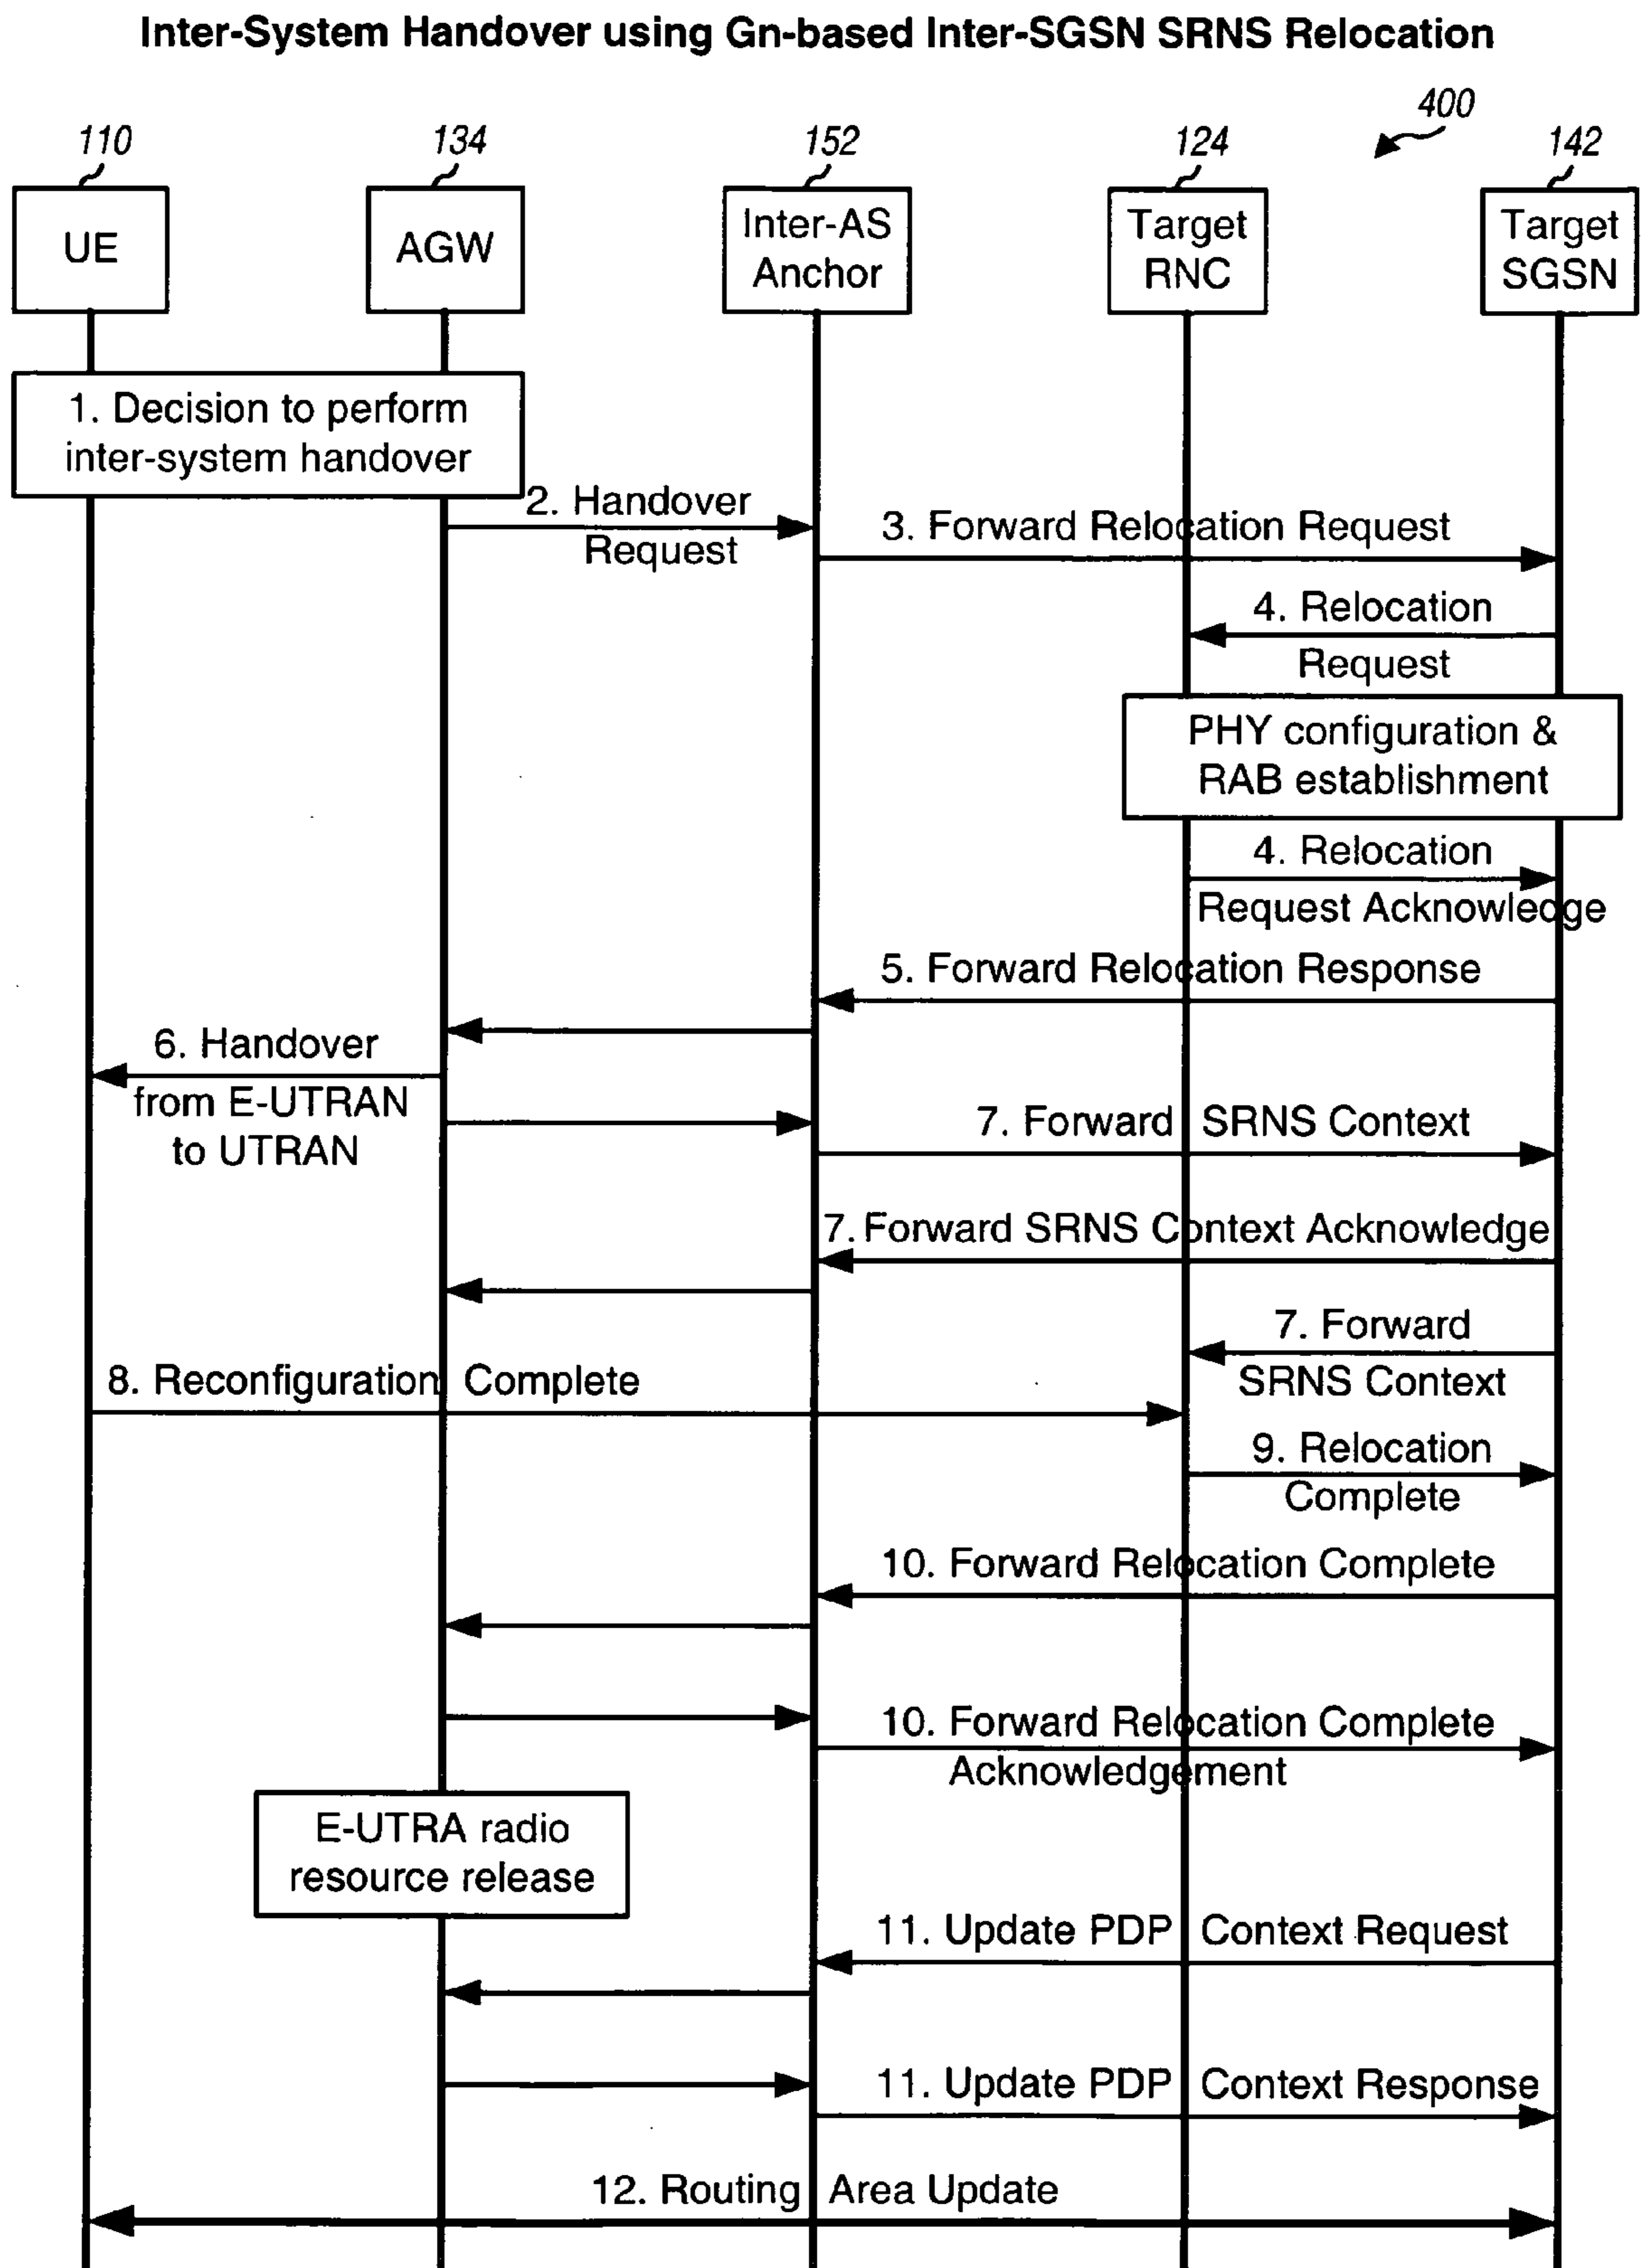 Inter-System Handover using Gn-based Inter-SGSN SRNS Relocation
400
110
134
152
124
142
UE
AGW
Inter-AS
Anchor
Target
RNC
Target
SGSN
1. Decision to perform
inter-system handover
2. Handover
Request
3. Forward Relocation Request
4. Relocation
Request
PHY configuration &
RAB establishment
4. Relocation
Request Acknowledge
5. Forward Relocation Response
6. Handover
from E-UTRAN
to UTRAN
7. Forward SRNS Context
7. Forward SRNS Context Acknowledge
7. Forward
SRNS Context
8. Reconfiguration Complete
9. Relocation
Complete
10. Forward Relocation Complete
10. Forward Relocation Complete
Acknowledgement
E-UTRA radio
resource release
11. Update PDP Context Request
11. Update PDP Context Response
12. Routing Area Update